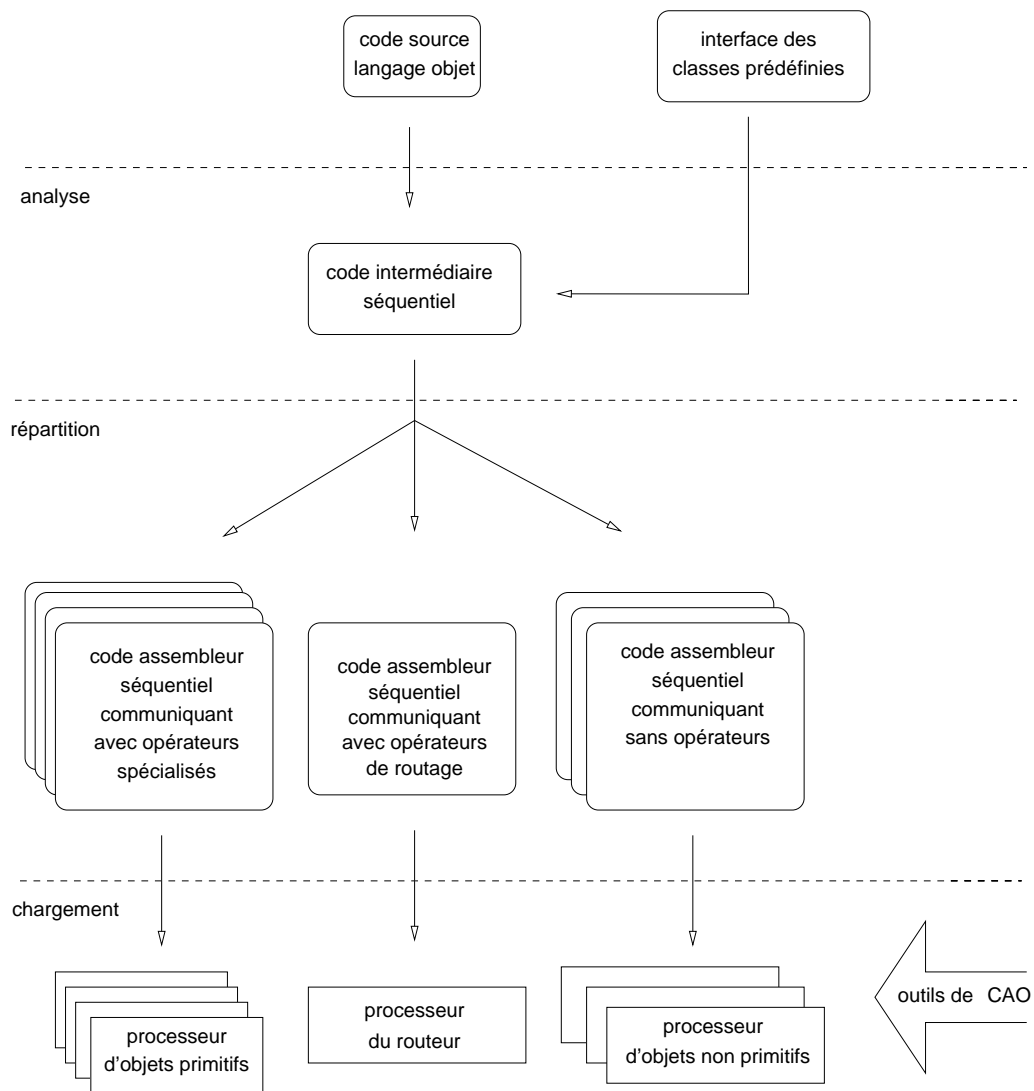 code source
langage objet
interface des
classes prédéfinies
analyse
code intermédiaire
séquentiel
répartition
code assembleur
séquentiel
communiquant
avec opérateurs
spécialisés
code assembleur
séquentiel
communiquant
avec opérateurs
de routage
code assembleur
séquentiel
communiquant
sans opérateurs
chargement
processeur
d'objets primitifs
processeur
du routeur
processeur
d'objets non primitifs
outils de CAO